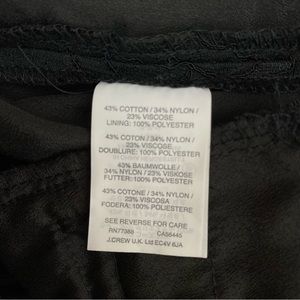 43% COTTON / 34% NYLON /
23% VISCOSE
LINING: 100% POLYESTER
43% COTON / 34% NYLON /
23% VISCOSE
DOUBLURE: 100% POLYESTER
43% BAUMWOLLE /
34% NYLON / 23% VISKOSE
FUTTER: 100% POLYESTER
43% COTONE / 34% NYLON /
23% VISCOSA
FODERA: 100% POLIESTERE
SEE REVERSE FOR CARE
RN77388 CA56445
J.CREW U.K. Ltd EC4V 6JA